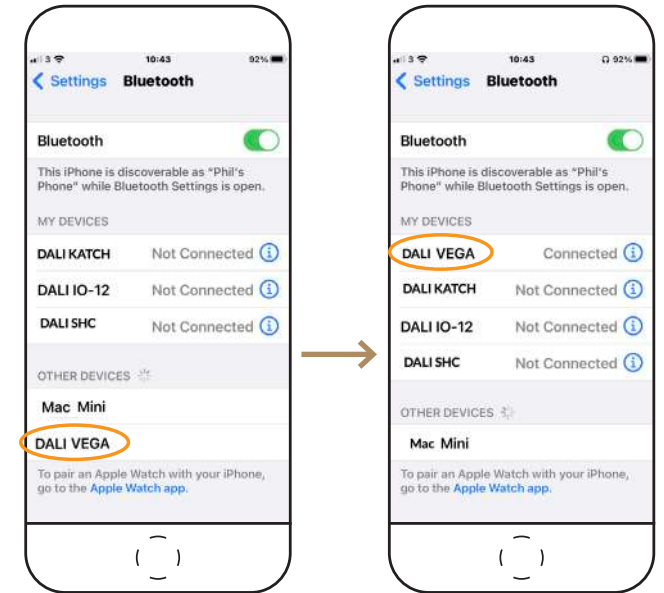 3 10:43 92%
Settings Bluetooth
Bluetooth
This iPhone is discoverable as "Phil's
Phone" while Bluetooth Settings is open.
MY DEVICES
DALI KATCH Not Connected
DALI IO-12 Not Connected
DALI SHC Not Connected
OTHER DEVICES
Mac Mini
DALI VEGA
To pair an Apple Watch with your iPhone,
go to the Apple Watch app.
3 10:43 92%
Settings Bluetooth
Bluetooth
This iPhone is discoverable as "Phil's
Phone" while Bluetooth Settings is open.
MY DEVICES
DALI VEGA Connected
DALI KATCH Not Connected
DALI IO-12 Not Connected
DALI SHC Not Connected
OTHER DEVICES
Mac Mini
To pair an Apple Watch with your iPhone,
go to the Apple Watch app.